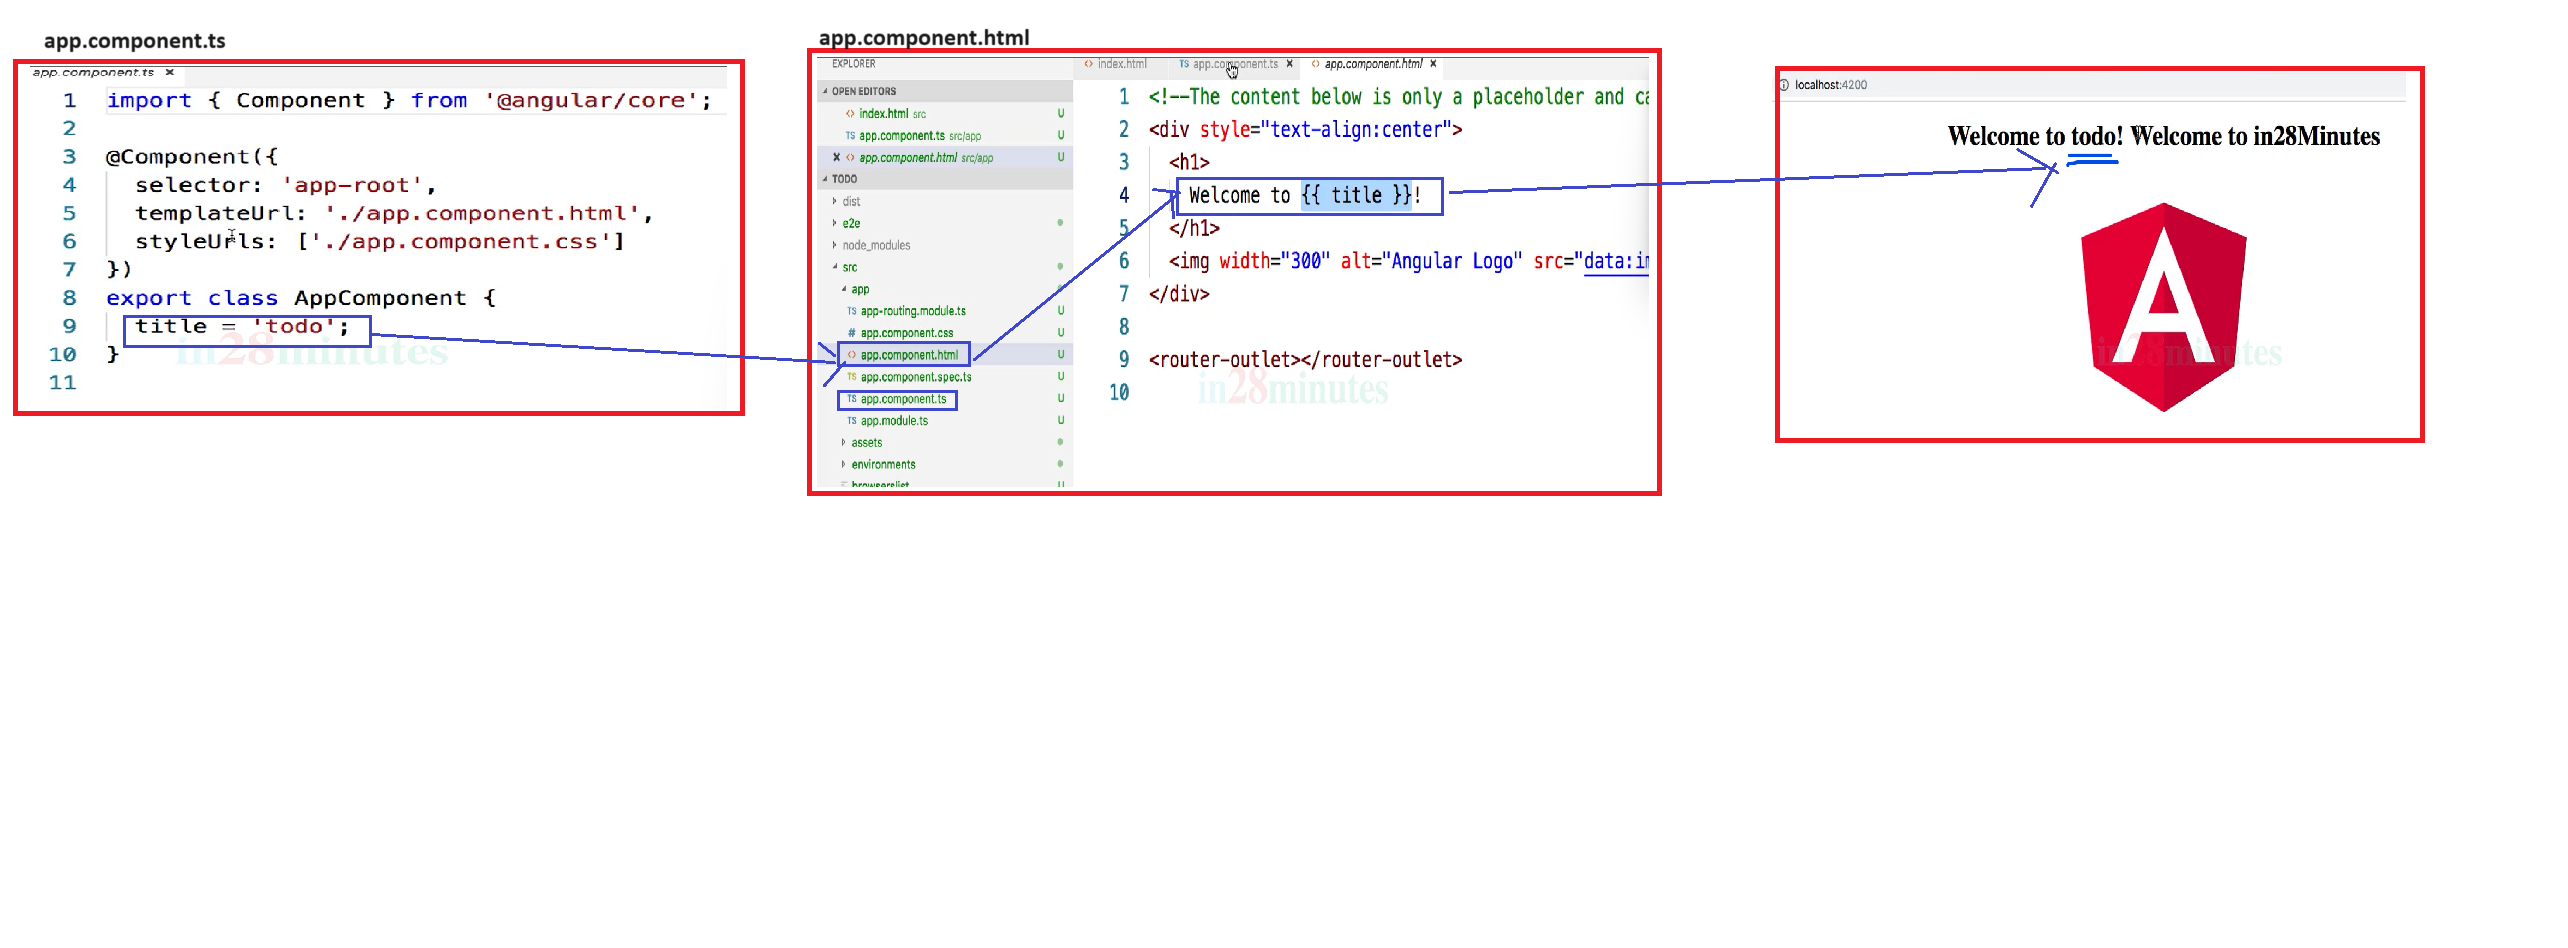 app.component.ts
app.component.ts ×
1 import { Component } from '@angular/core';
2
3 @Component({
4 selector: 'app-root',
5 templateUrl: './app.component.html',
6 styleUrls: ['./app.component.css']
7 })
8 export class AppComponent {
9 title = 'todo';
10 }
11
in28minutes
app.component.html
EXPLORER
OPEN EDITORS
index.html src U
TS app.component.ts src/app U
× <> app.component.html src/app U
TODO
dist
e2e
node_modules
src
app
TS app-routing.module.ts U
# app.component.css U
<> app.component.html U
TS app.component.spec.ts U
TS app.component.ts U
TS app.module.ts U
assets
environments
browserslist U
<> index.html TS app.component.ts × <> app.component.html ×
1 <!--The content below is only a placeholder and ca
2 <div style="text-align:center">
3 <h1>
4 Welcome to {{ title }}!
5 </h1>
6 <img width="300" alt="Angular Logo" src="data:im
7 </div>
8
9 <router-outlet></router-outlet>
10
in28minutes
localhost:4200
Welcome to todo! Welcome to in28Minutes
A
in28minutes